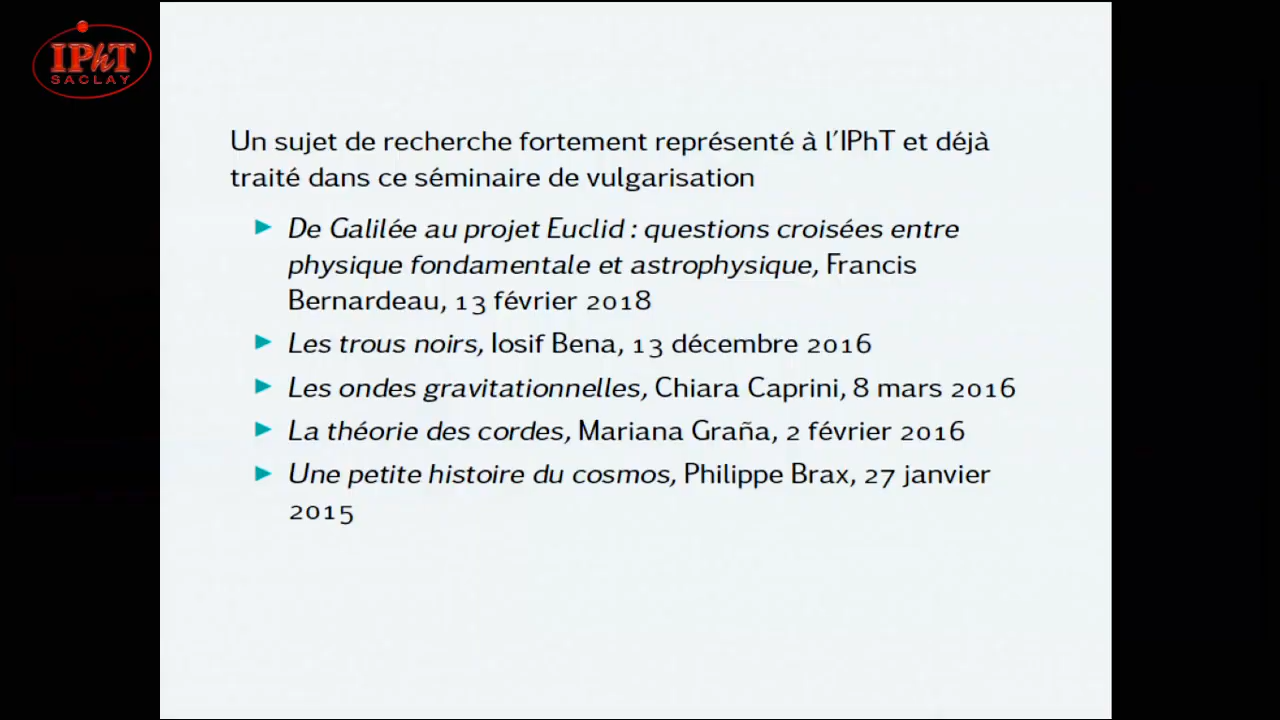 IPhT
SACLAY
Un sujet de recherche fortement représenté à l'IPhT et déjà
traité dans ce séminaire de vulgarisation
De Galilée au projet Euclid : questions croisées entre
physique fondamentale et astrophysique, Francis
Bernardeau, 13 février 2018
Les trous noirs, Iosif Bena, 13 décembre 2016
Les ondes gravitationnelles, Chiara Caprini, 8 mars 2016
La théorie des cordes, Mariana Graña, 2 février 2016
Une petite histoire du cosmos, Philippe Brax, 27 janvier
2015